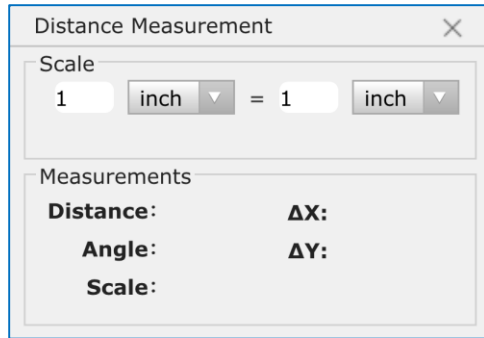 Distance Measurement
Scale
1 inch = 1 inch
Measurements
Distance: ΔX:
Angle: ΔY:
Scale: